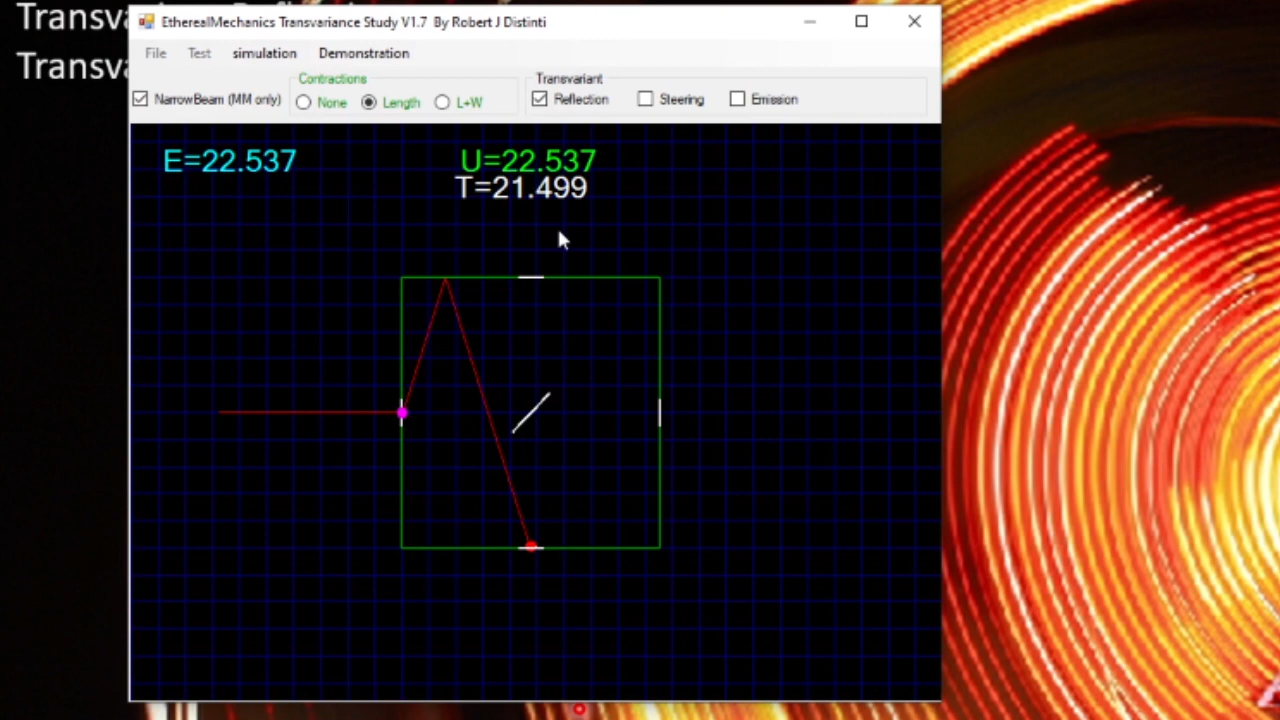 EtherealMechanics Transvariance Study V1.7 By Robert J Distinti
File Test simulation Demonstration
Contractions
Transvariant
NarrowBeam (MM only) None Length L+W Reflection Steering Emission
E=22.537
U=22.537
T=21.499